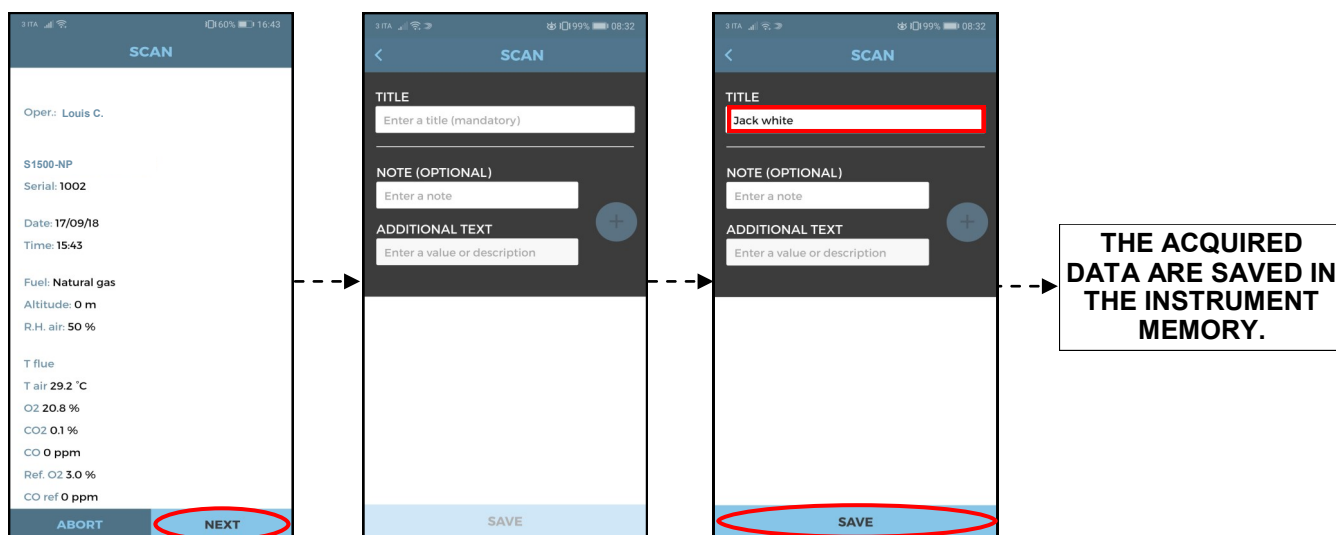 3 ITA 60% 16:43
SCAN
Oper.: Louis C.
S1500-NP
Serial: 1002
Date: 17/09/18
Time: 15:43
Fuel: Natural gas
Altitude: 0 m
R.H. air: 50 %
T flue
T air 29.2 °C
O2 20.8 %
CO2 0.1 %
CO 0 ppm
Ref. O2 3.0 %
CO ref 0 ppm
ABORT NEXT
3 ITA 99% 08:32
SCAN
TITLE
Enter a title (mandatory)
NOTE (OPTIONAL)
Enter a note
ADDITIONAL TEXT
Enter a value or description
SAVE
3 ITA 99% 08:32
SCAN
TITLE
Jack white
NOTE (OPTIONAL)
Enter a note
ADDITIONAL TEXT
Enter a value or description
SAVE
THE ACQUIRED
DATA ARE SAVED IN
THE INSTRUMENT
MEMORY.